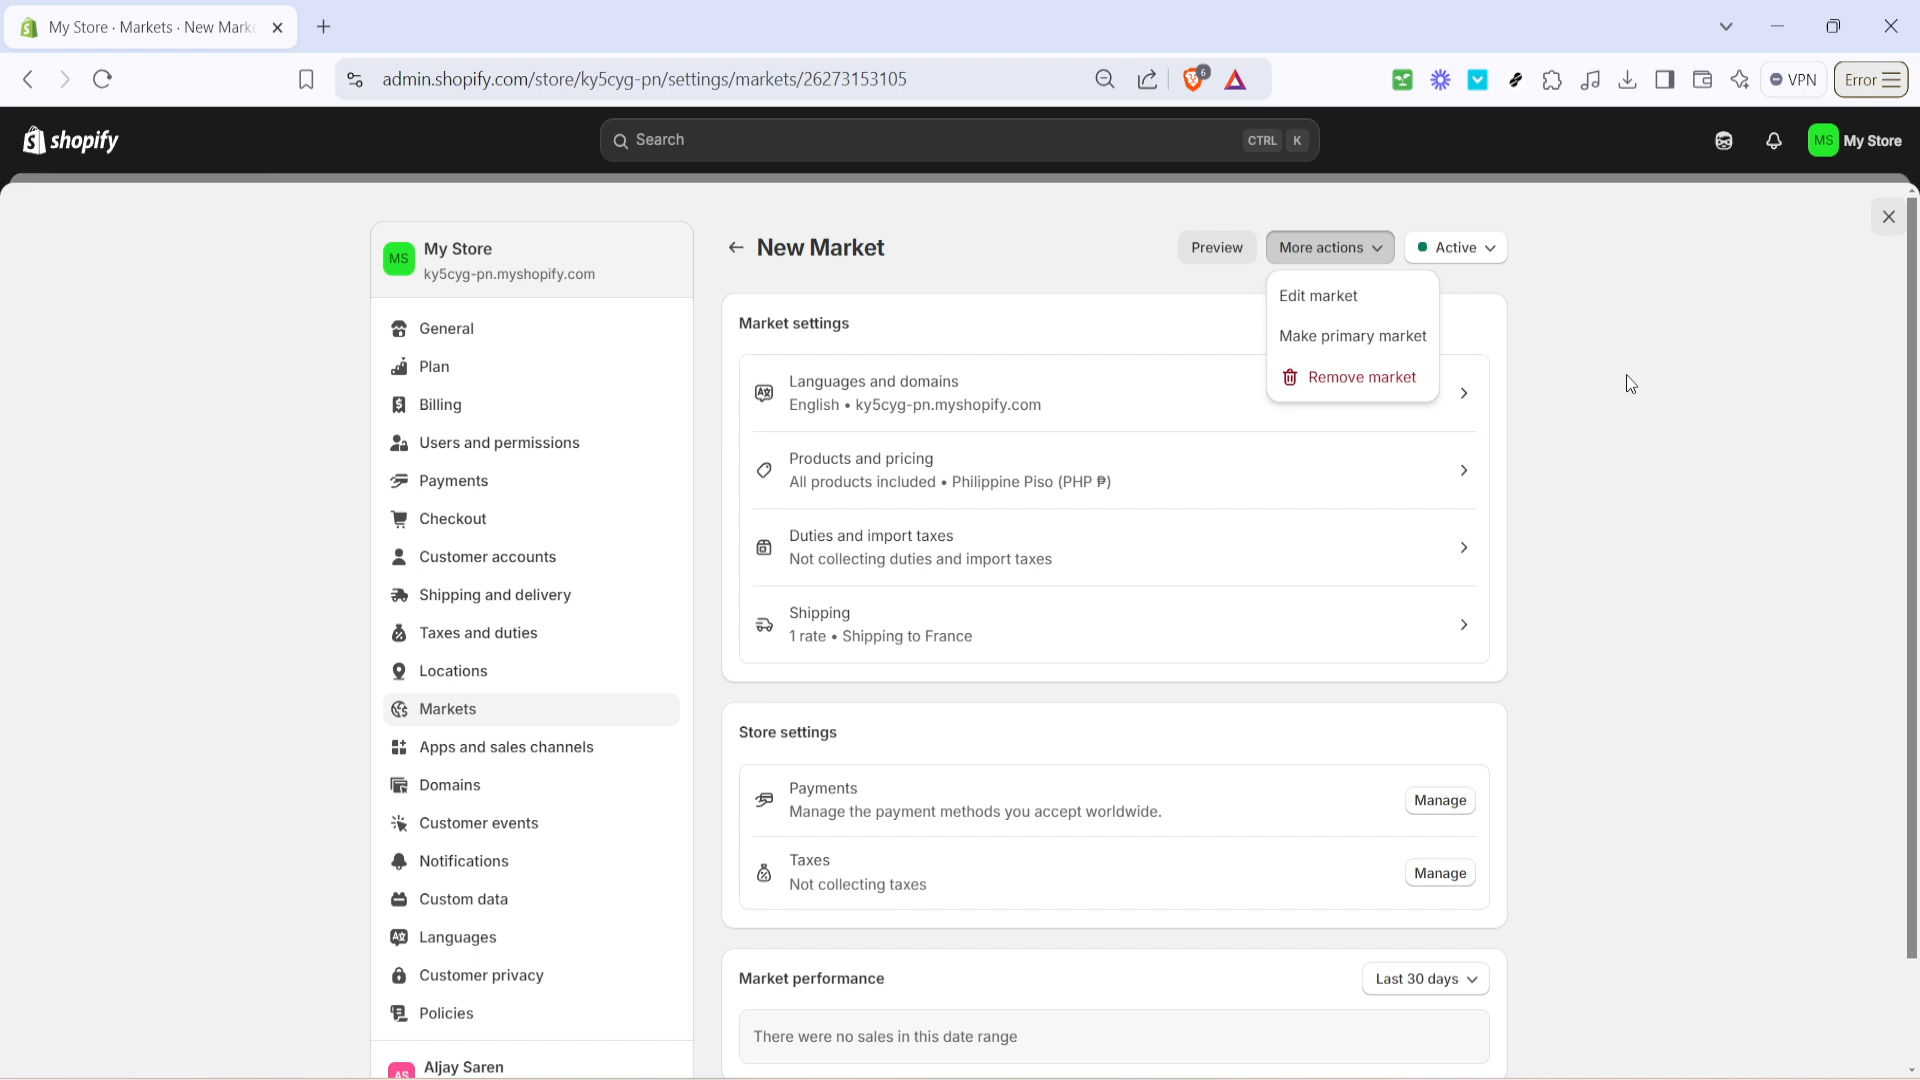 My Store · Markets · New Mark
admin.shopify.com/store/ky5cyg-pn/settings/markets/26273153105
6
VPN
Error
shopify
Search
CTRL K
MS My Store
MS
My Store
ky5cyg-pn.myshopify.com
General
Plan
Billing
Users and permissions
Payments
Checkout
Customer accounts
Shipping and delivery
Taxes and duties
Locations
Markets
Apps and sales channels
Domains
Customer events
Notifications
Custom data
Languages
Customer privacy
Policies
AS
Aljay Saren
New Market
Preview
More actions
Active
Edit market
Make primary market
Remove market
Market settings
Languages and domains
English • ky5cyg-pn.myshopify.com
Products and pricing
All products included • Philippine Piso (PHP ₱)
Duties and import taxes
Not collecting duties and import taxes
Shipping
1 rate • Shipping to France
Store settings
Payments
Manage the payment methods you accept worldwide.
Manage
Taxes
Not collecting taxes
Manage
Market performance
Last 30 days
There were no sales in this date range